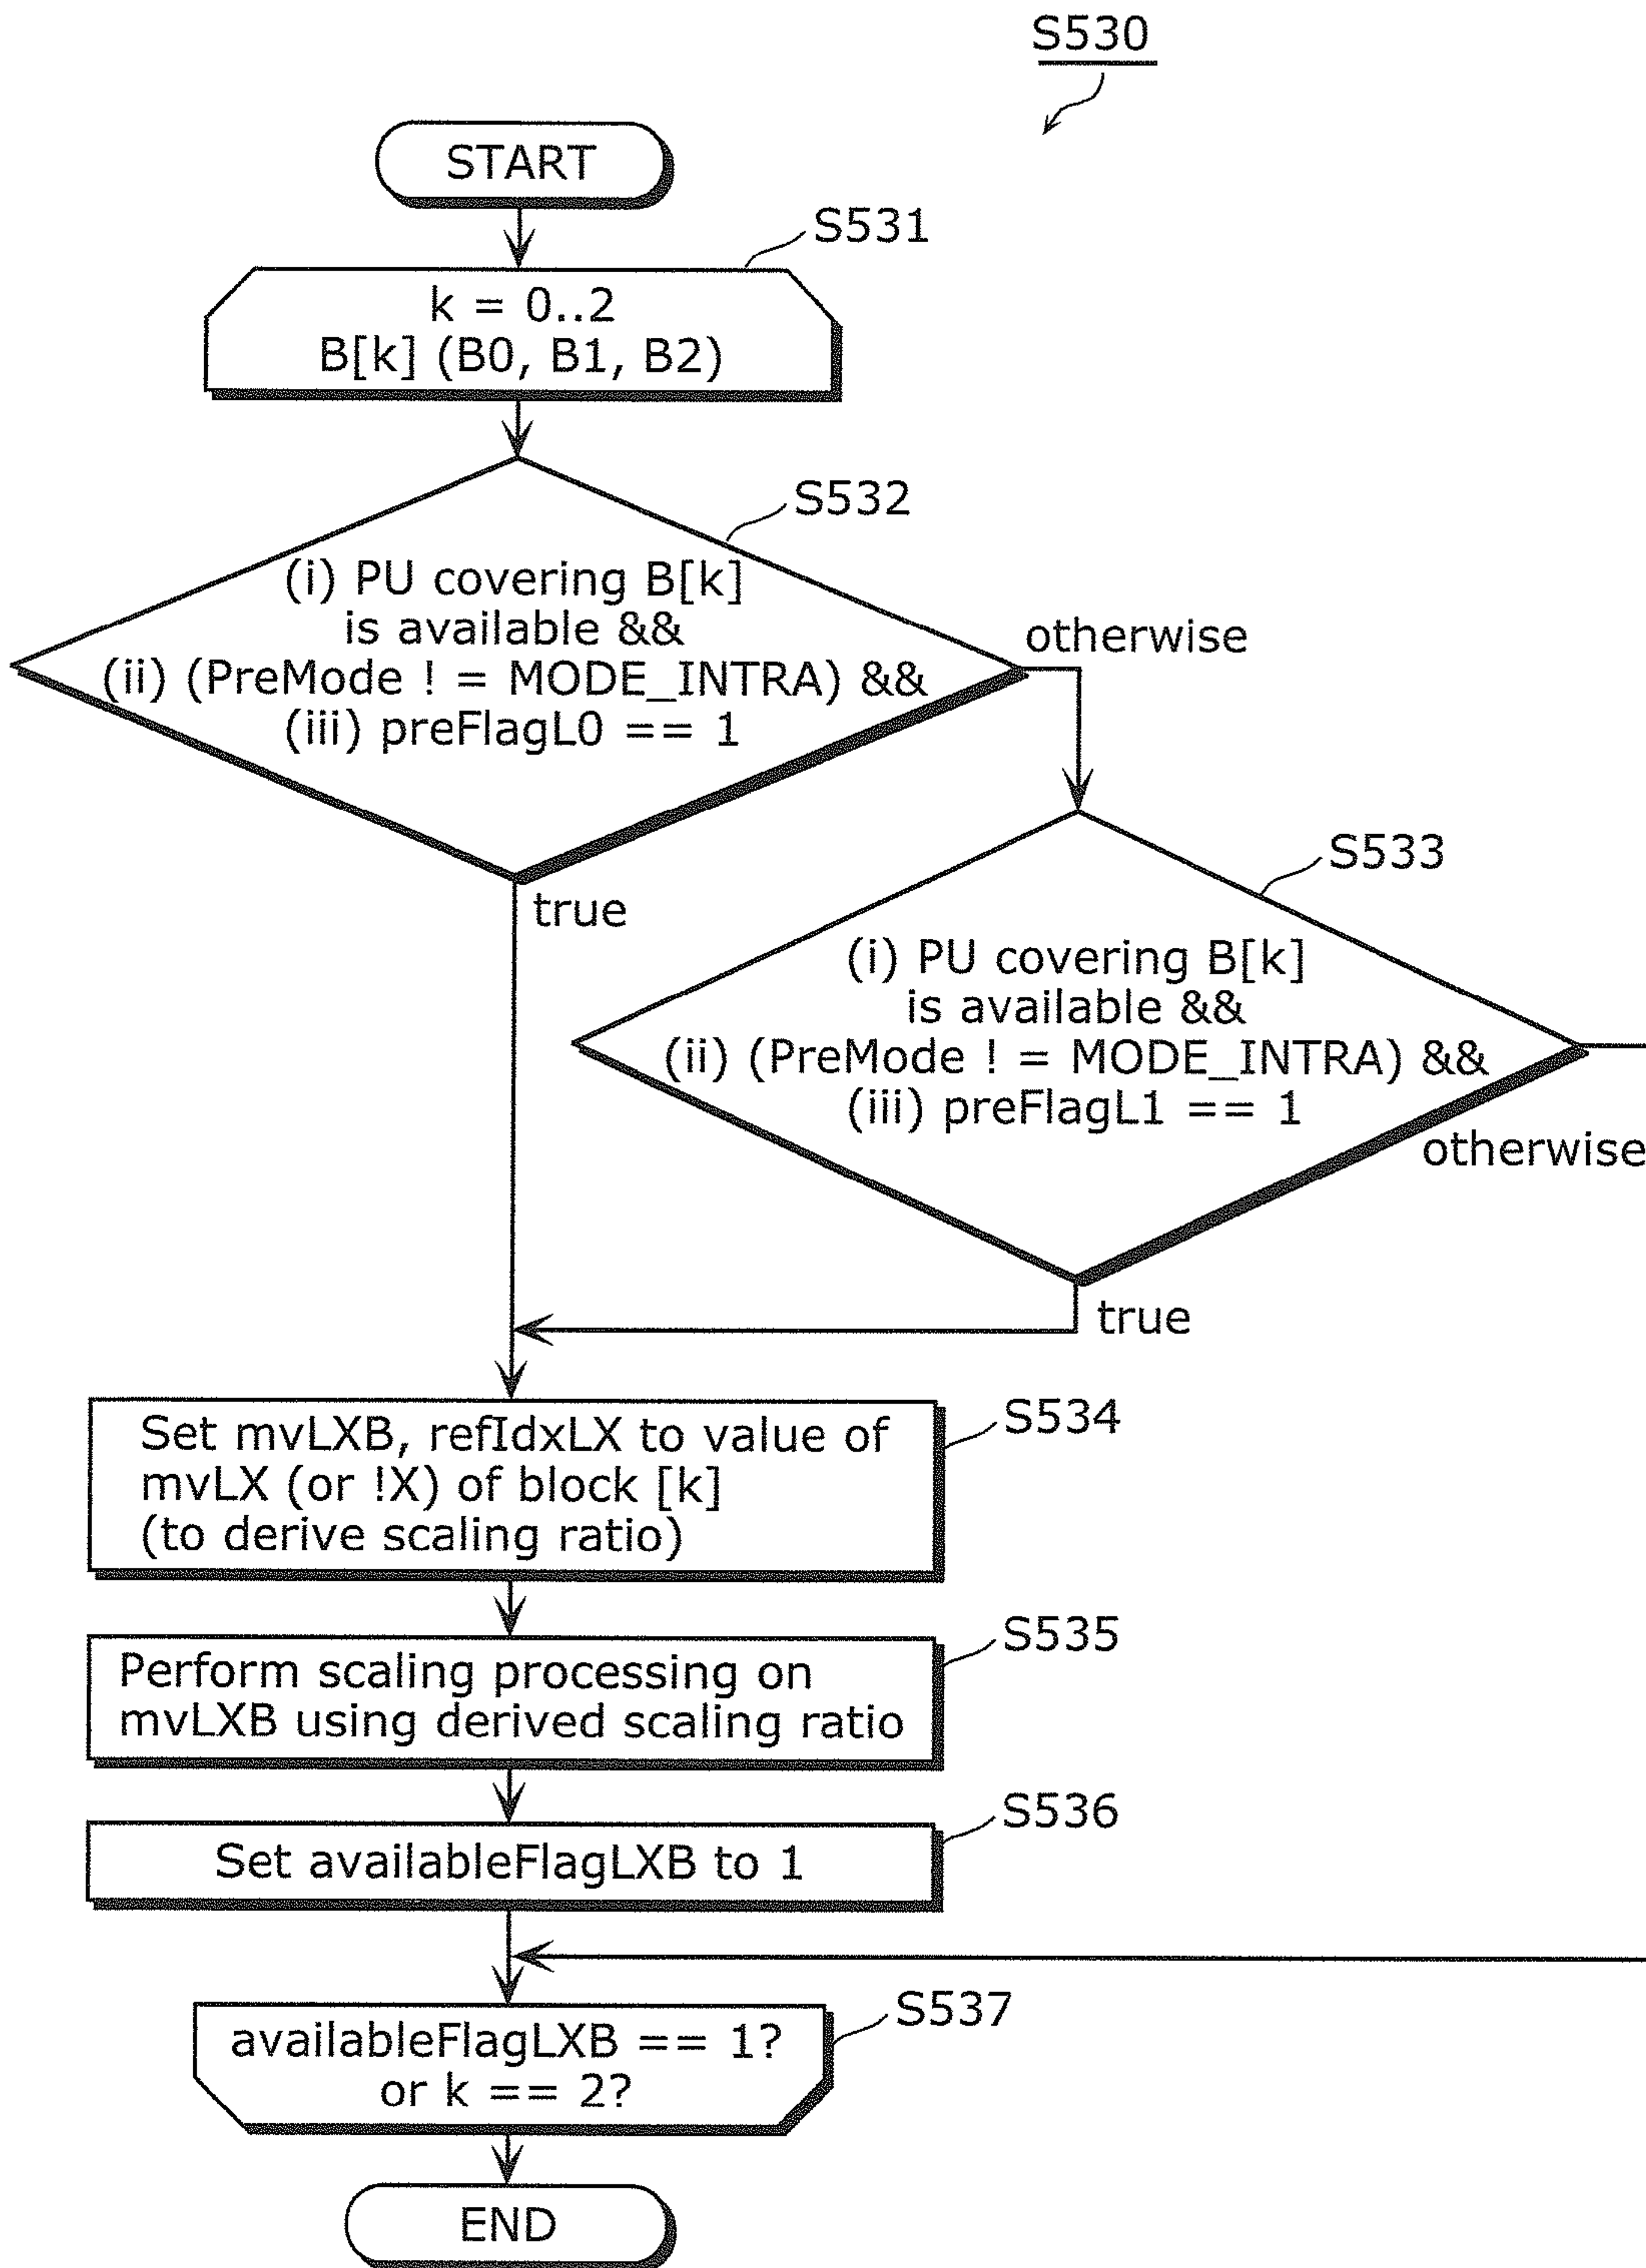 S530
START
S531
k = 0..2
B[k] (B0, B1, B2)
S532
(i) PU covering B[k]
is available &&
(ii) (PreMode ! = MODE_INTRA) &&
(iii) preFlagL0 == 1
otherwise
true
S533
(i) PU covering B[k]
is available &&
(ii) (PreMode ! = MODE_INTRA) &&
(iii) preFlagL1 == 1
otherwise
true
S534
Set mvLXB, refIdxLX to value of
mvLX (or !X) of block [k]
(to derive scaling ratio)
S535
Perform scaling processing on
mvLXB using derived scaling ratio
S536
Set availableFlagLXB to 1
S537
availableFlagLXB == 1?
or k == 2?
END